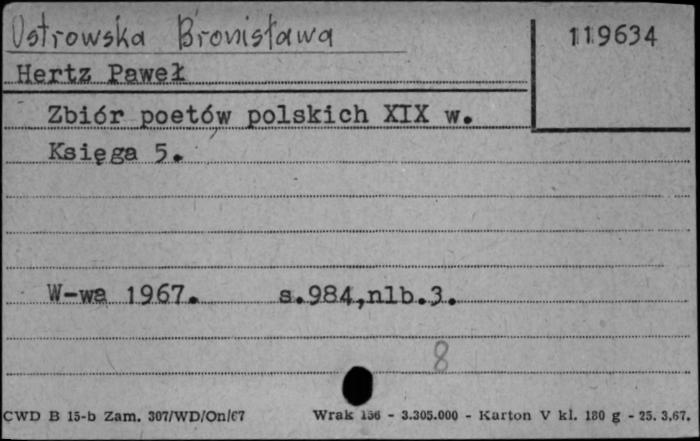 Ostrowska Bronisława
119634
Hertz Paweł
Zbiór poetów polskich XIX w.
Księga 5.
W-wa 1967. s.984,nlb.3.
8
CWD B 15-b Zam. 307/WD/On/67 Wrak 156 - 3.305.000 - Karton V kl. 180 g - 25. 3.67.